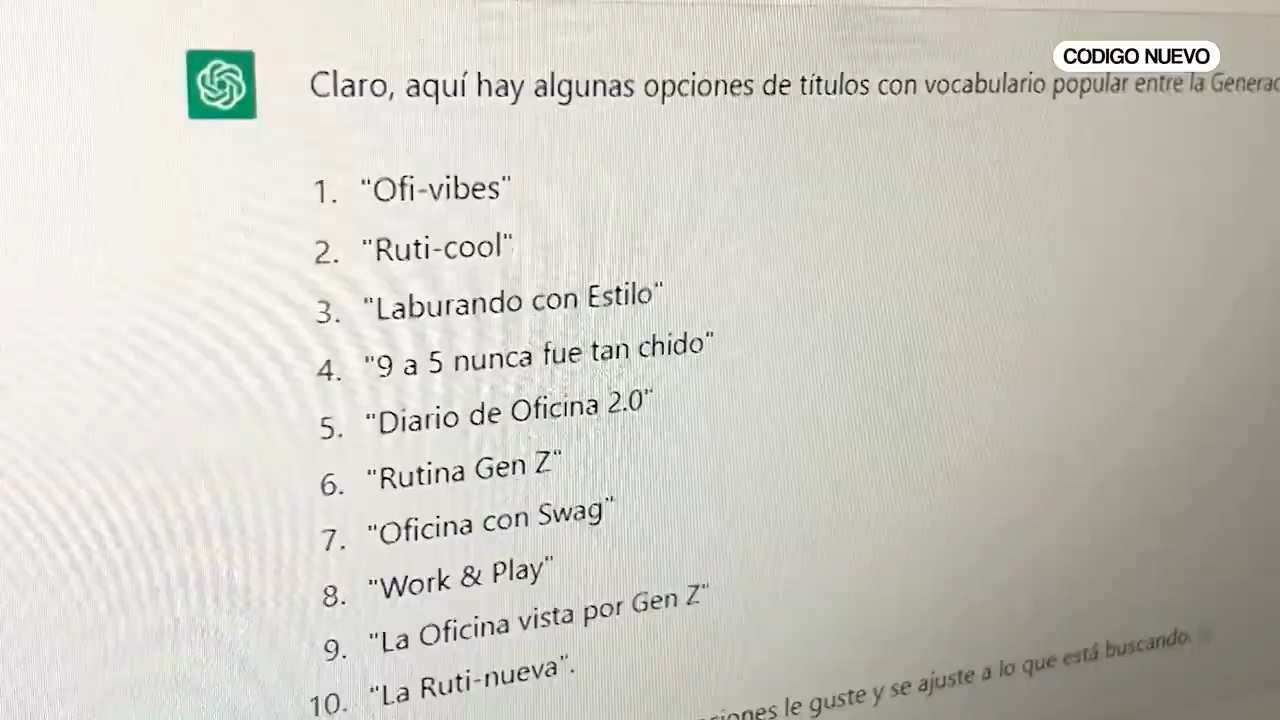 CODIGO NUEVO
Claro, aquí hay algunas opciones de títulos con vocabulario popular entre la
1. "Ofi-vibes"
2. "Ruti-cool"
3. "Laburando con Estilo"
4. "9 a 5 nunca fue tan chido"
5. "Diario de Oficina 2.0"
6. "Rutina Gen Z"
7. "Oficina con Swag"
8. "Work & Play"
9. "La Oficina vista por Gen Z"
10. "La Ruti-nueva".
le guste y se ajuste a lo que está buscando.